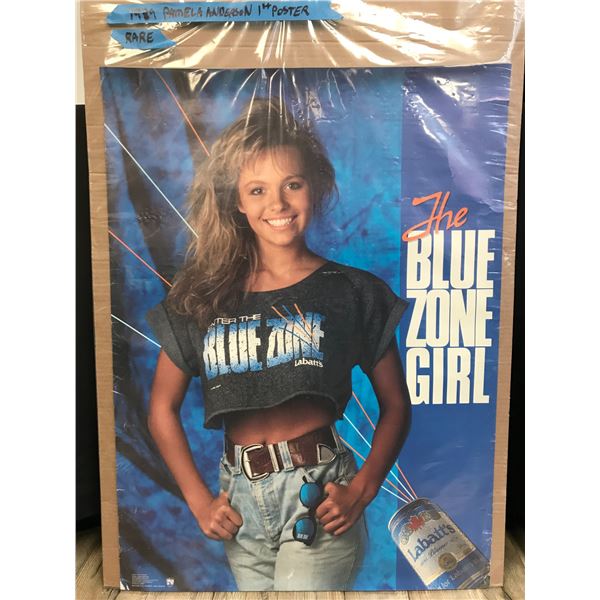 1989 PAMELA ANDERSON 1st POSTER
RARE
The
BLUE
ZONE
GIRL
ENTER THE
BLUE ZONE
Labatt's
Labatt's